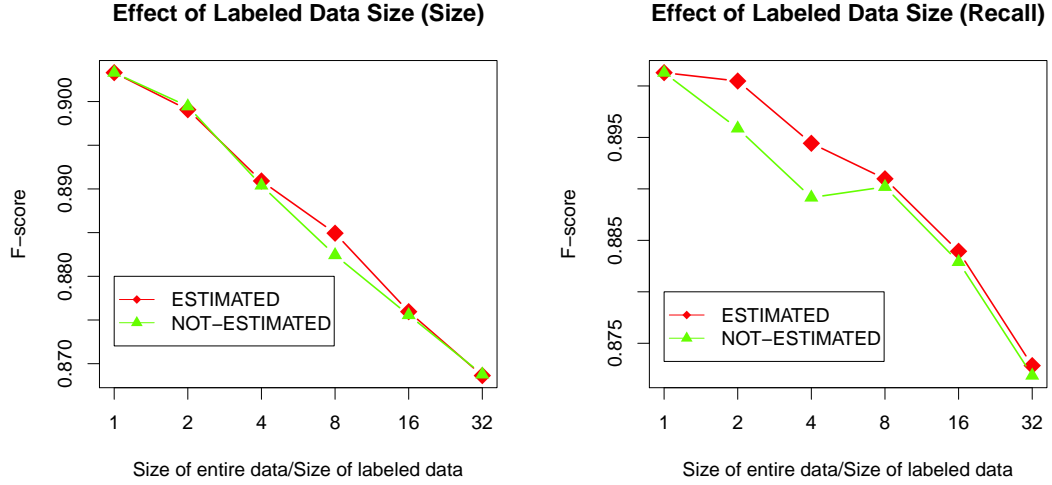 Effect of Labeled Data Size (Size)
F−score
0.900
0.890
0.880
0.870
ESTIMATED
NOT−ESTIMATED
1 2 4 8 16 32
Size of entire data/Size of labeled data
Effect of Labeled Data Size (Recall)
F−score
0.895
0.885
0.875
ESTIMATED
NOT−ESTIMATED
1 2 4 8 16 32
Size of entire data/Size of labeled data